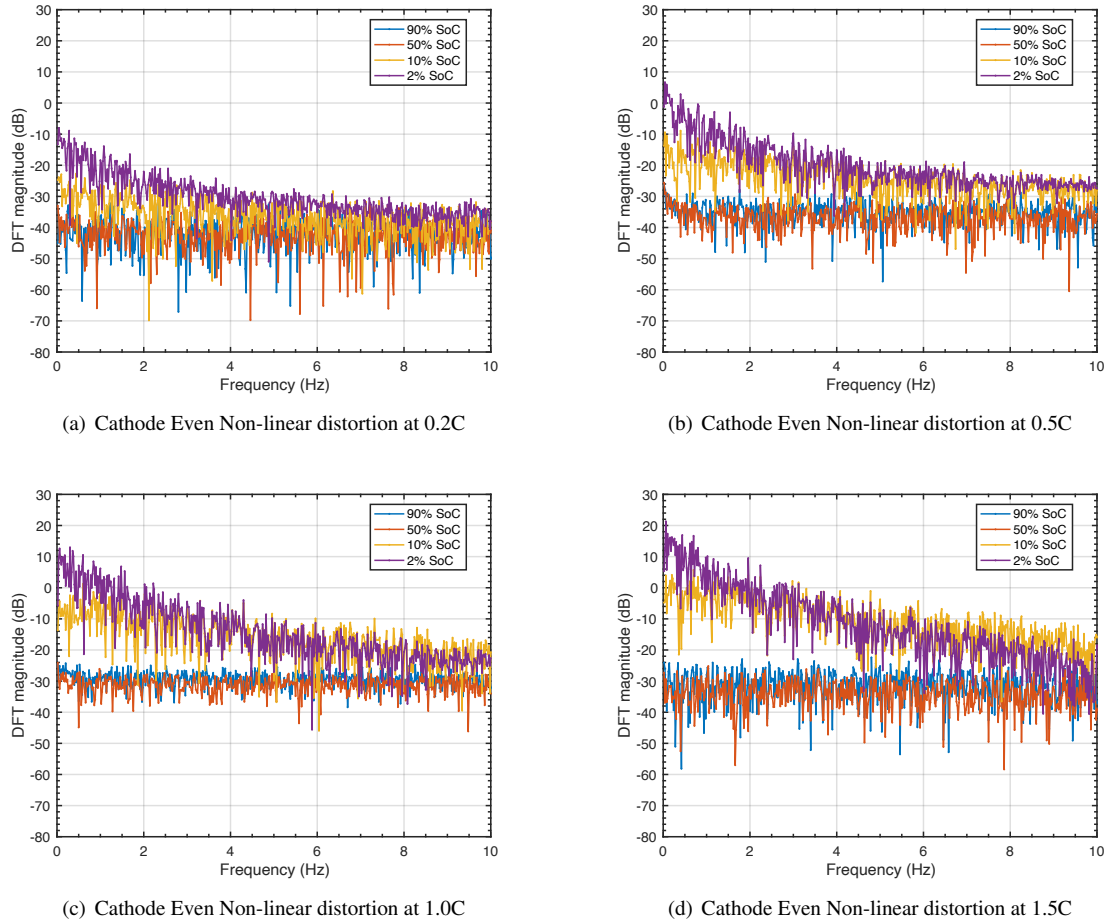 30
20
10
0
-10
-20
-30
-40
-50
-60
-70
-80
DFT magnitude (dB)
0 2 4 6 8 10
Frequency (Hz)
90% SoC
50% SoC
10% SoC
2% SoC
(a) Cathode Even Non-linear distortion at 0.2C
30
20
10
0
-10
-20
-30
-40
-50
-60
-70
-80
DFT magnitude (dB)
0 2 4 6 8 10
Frequency (Hz)
90% SoC
50% SoC
10% SoC
2% SoC
(b) Cathode Even Non-linear distortion at 0.5C
30
20
10
0
-10
-20
-30
-40
-50
-60
-70
-80
DFT magnitude (dB)
0 2 4 6 8 10
Frequency (Hz)
90% SoC
50% SoC
10% SoC
2% SoC
(c) Cathode Even Non-linear distortion at 1.0C
30
20
10
0
-10
-20
-30
-40
-50
-60
-70
-80
DFT magnitude (dB)
0 2 4 6 8 10
Frequency (Hz)
90% SoC
50% SoC
10% SoC
2% SoC
(d) Cathode Even Non-linear distortion at 1.5C